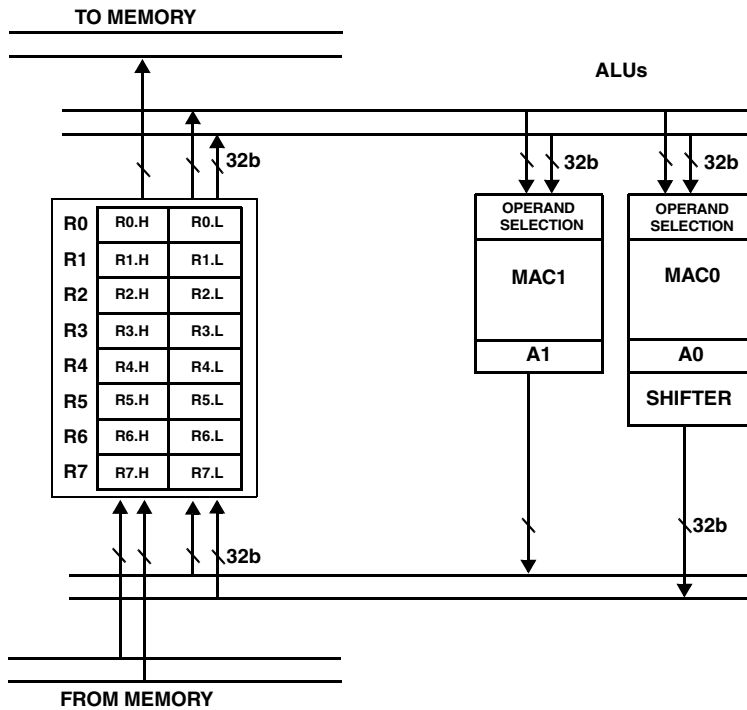 TO MEMORY
ALUs
32b 32b 32b
R0 R0.H R0.L
R1 R1.H R1.L
R2 R2.H R2.L
R3 R3.H R3.L
R4 R4.H R4.L
R5 R5.H R5.L
R6 R6.H R6.L
R7 R7.H R7.L
OPERAND
SELECTION
MAC1
A1
OPERAND
SELECTION
MAC0
A0
SHIFTER
32b
32b
FROM MEMORY